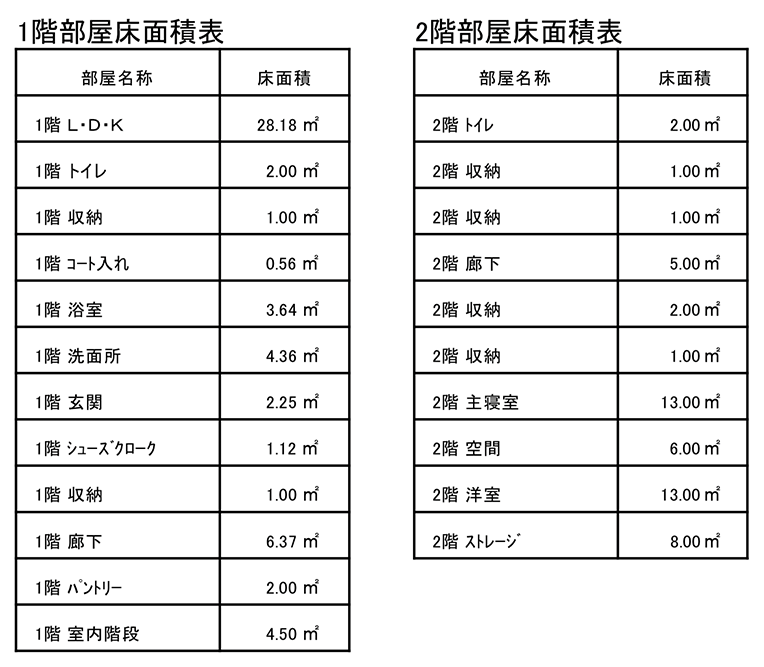 1階部屋床面積表
部屋名称 床面積
1階 L・D・K 28.18 ㎡
1階 トイレ 2.00 ㎡
1階 収納 1.00 ㎡
1階 ｺｰﾄ入れ 0.56 ㎡
1階 浴室 3.64 ㎡
1階 洗面所 4.36 ㎡
1階 玄関 2.25 ㎡
1階 ｼｭｰｽﾞｸﾛｰｸ 1.12 ㎡
1階 収納 1.00 ㎡
1階 廊下 6.37 ㎡
1階 ﾊﾟﾝﾄﾘｰ 2.00 ㎡
1階 室内階段 4.50 ㎡
2階部屋床面積表
部屋名称 床面積
2階 ﾄｲﾚ 2.00 ㎡
2階 収納 1.00 ㎡
2階 収納 1.00 ㎡
2階 廊下 5.00 ㎡
2階 収納 2.00 ㎡
2階 収納 1.00 ㎡
2階 主寝室 13.00 ㎡
2階 空間 6.00 ㎡
2階 洋室 13.00 ㎡
2階 ｽﾄﾚｰｼﾞ 8.00 ㎡